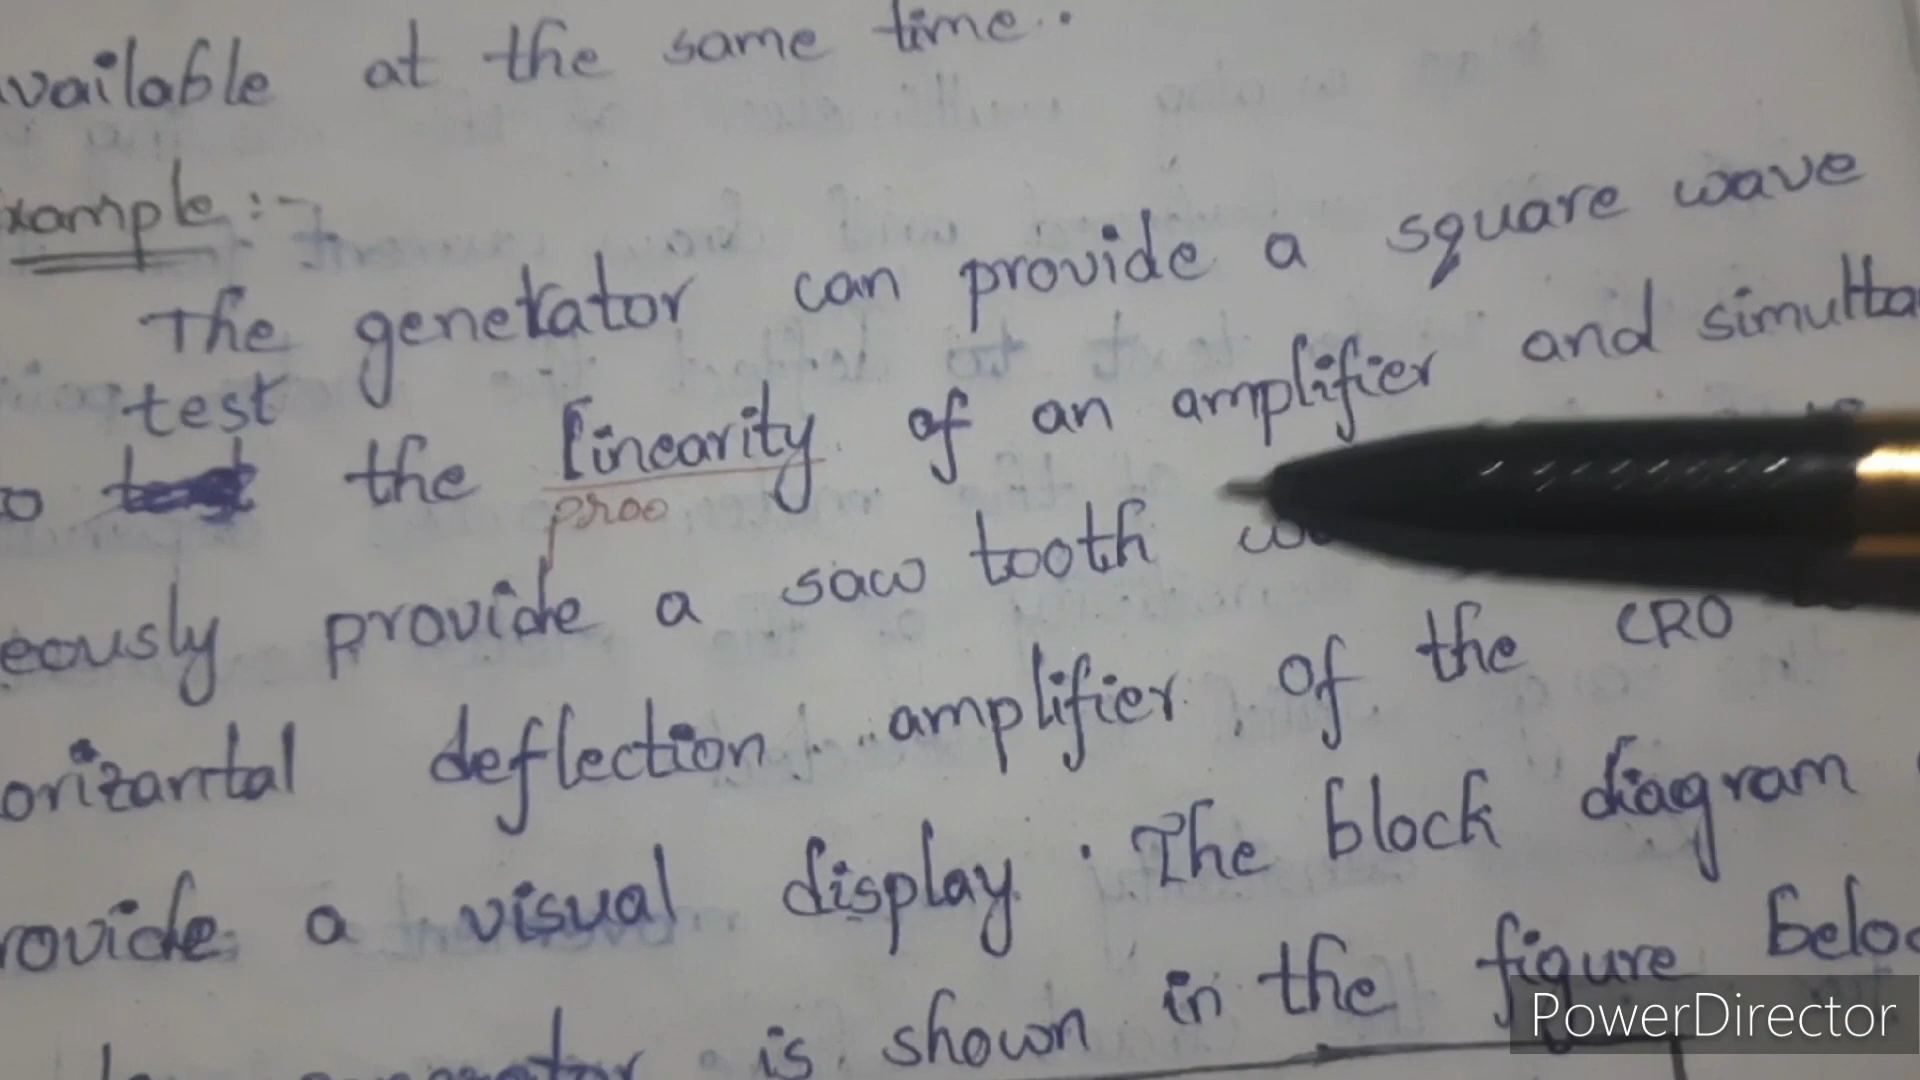 vailable at the same time..
xample :-
The generator can provide a square wave
test
o the linearity of an amplifier and simulta
proo
eously provide a saw tooth
orizantal deflection amplifier of the CRO
rovide a visual display. The block diagram
is shown in the figure below
PowerDirector